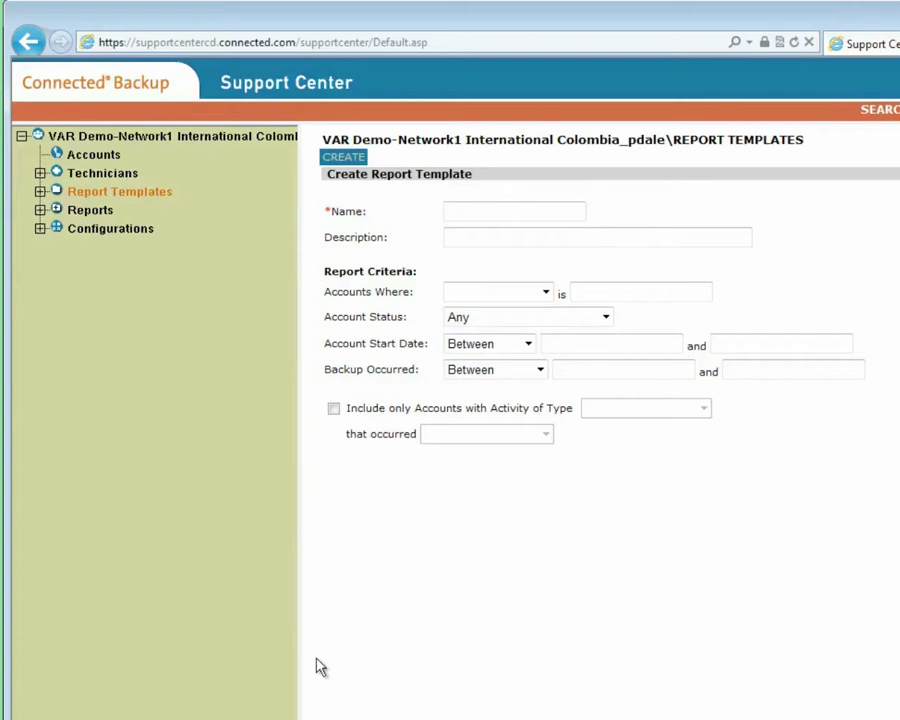 https://supportcentercd.connected.com/supportcenter/Default.asp
Support Ce
Connected® Backup
Support Center
SEARC
VAR Demo-Network1 International Colom
Accounts
Technicians
Report Templates
Reports
Configurations
VAR Demo-Network1 International Colombia_pdale\REPORT TEMPLATES
CREATE
Create Report Template
*Name:
Description:
Report Criteria:
Accounts Where: is
Account Status: Any
Account Start Date: Between and
Backup Occurred: Between and
Include only Accounts with Activity of Type
that occurred